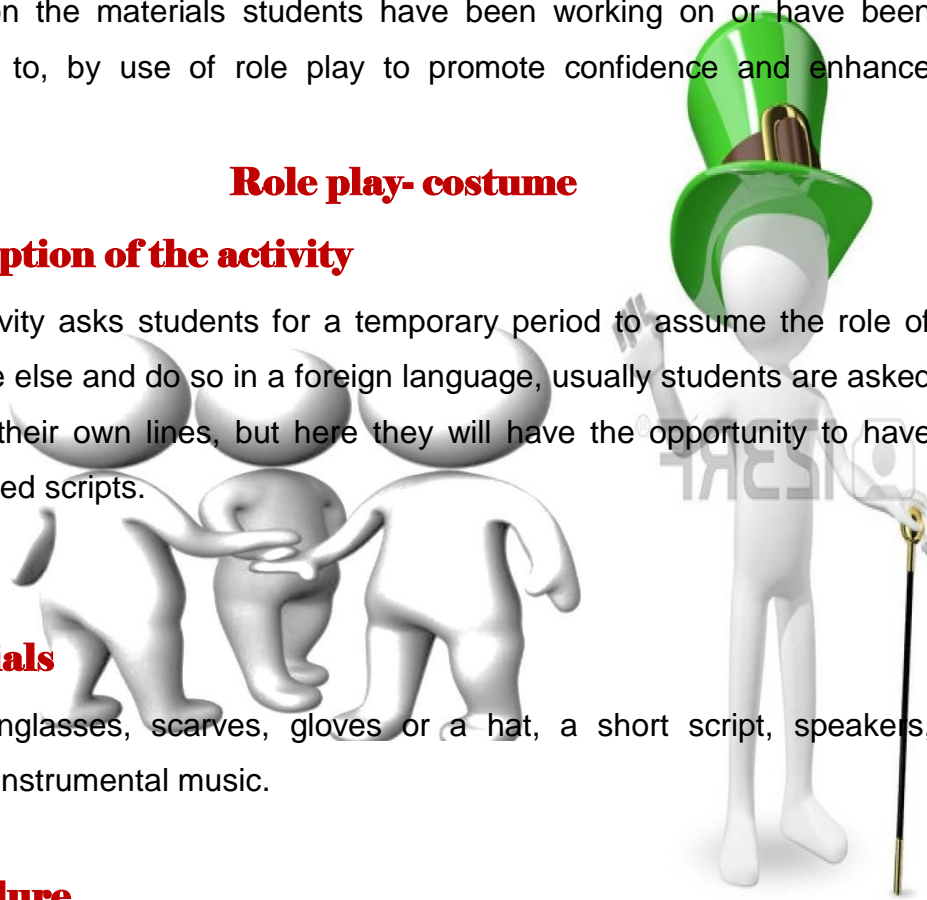 on the materials students have been working on or have been
to, by use of role play to promote confidence and enhance
Role play- costume
ption of the activity
vity asks students for a temporary period to assume the role of
e else and do so in a foreign language, usually students are asked
their own lines, but here they will have the opportunity to have
ed scripts.
ials
nglasses, scarves, gloves or a hat, a short script, speakers,
instrumental music.
dure